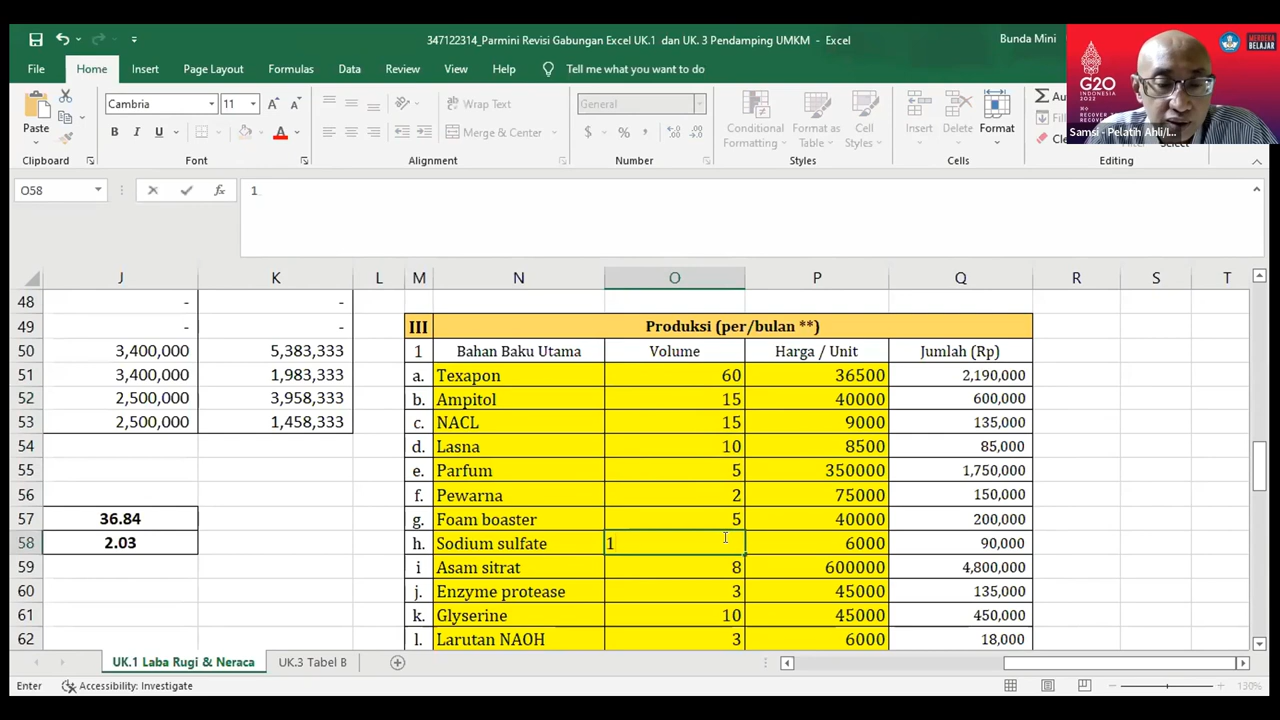 347122314_Parmini Revisi Gabungan Excel UK.1 dan UK. 3 Pendamping UMKM - Excel
Bunda Mini
File Home Insert Page Layout Formulas Data Review View Help Tell me what you want to do
G20
INDONESIA
2022
MERDEKA
BELAJAR
Samsi - Pelatih Ahli/I...
Paste
Cambria 11
B I U
Wrap Text
Merge & Center
General
$ % ,
Conditional Formatting
Format as Table
Cell Styles
Insert
Delete
Format
Clipboard Font Alignment Number Styles Cells Editing
O58 fx 1
J K L M N O P Q R S T
48 - -
49 - - III Produksi (per/bulan **)
50 3,400,000 5,383,333 1 Bahan Baku Utama Volume Harga / Unit Jumlah (Rp)
51 3,400,000 1,983,333 a. Texapon 60 36500 2,190,000
52 2,500,000 3,958,333 b. Ampitol 15 40000 600,000
53 2,500,000 1,458,333 c. NACL 15 9000 135,000
54 d. Lasna 10 8500 85,000
55 e. Parfum 5 350000 1,750,000
56 f. Pewarna 2 75000 150,000
57 36.84 g. Foam boaster 5 40000 200,000
58 2.03 h. Sodium sulfate 1 6000 90,000
59 i Asam sitrat 8 600000 4,800,000
60 j. Enzyme protease 3 45000 135,000
61 k. Glyserine 10 45000 450,000
62 l. Larutan NAOH 3 6000 18,000
UK.1 Laba Rugi & Neraca UK.3 Tabel B
Enter Accessibility: Investigate 130%